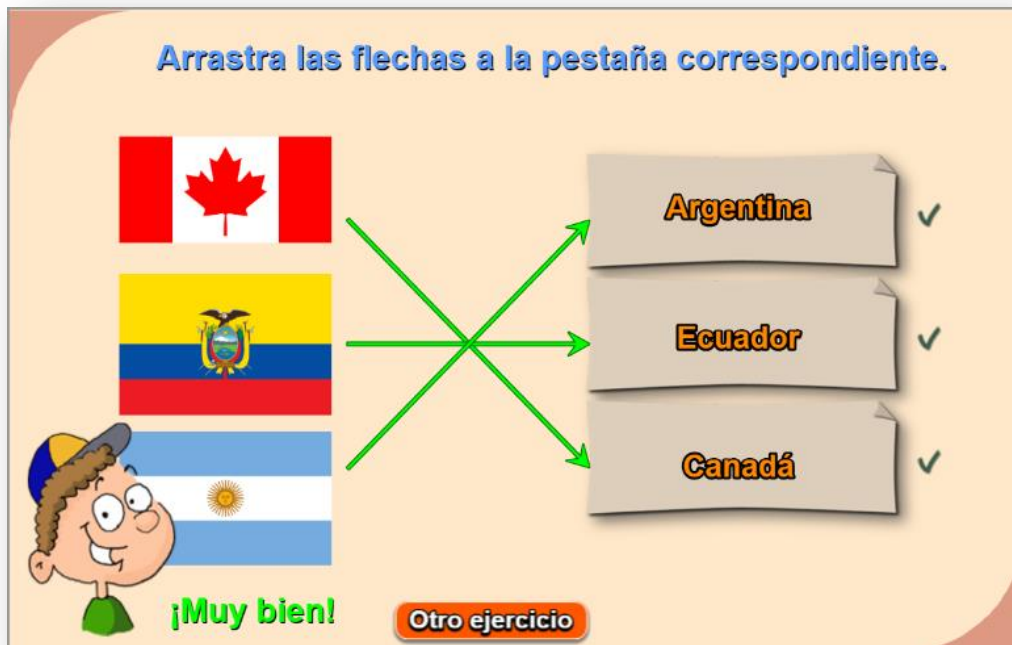 Arrastra las flechas a la pestaña correspondiente.
Argentina
Ecuador
Canadá
¡Muy bien!
Otro ejercicio